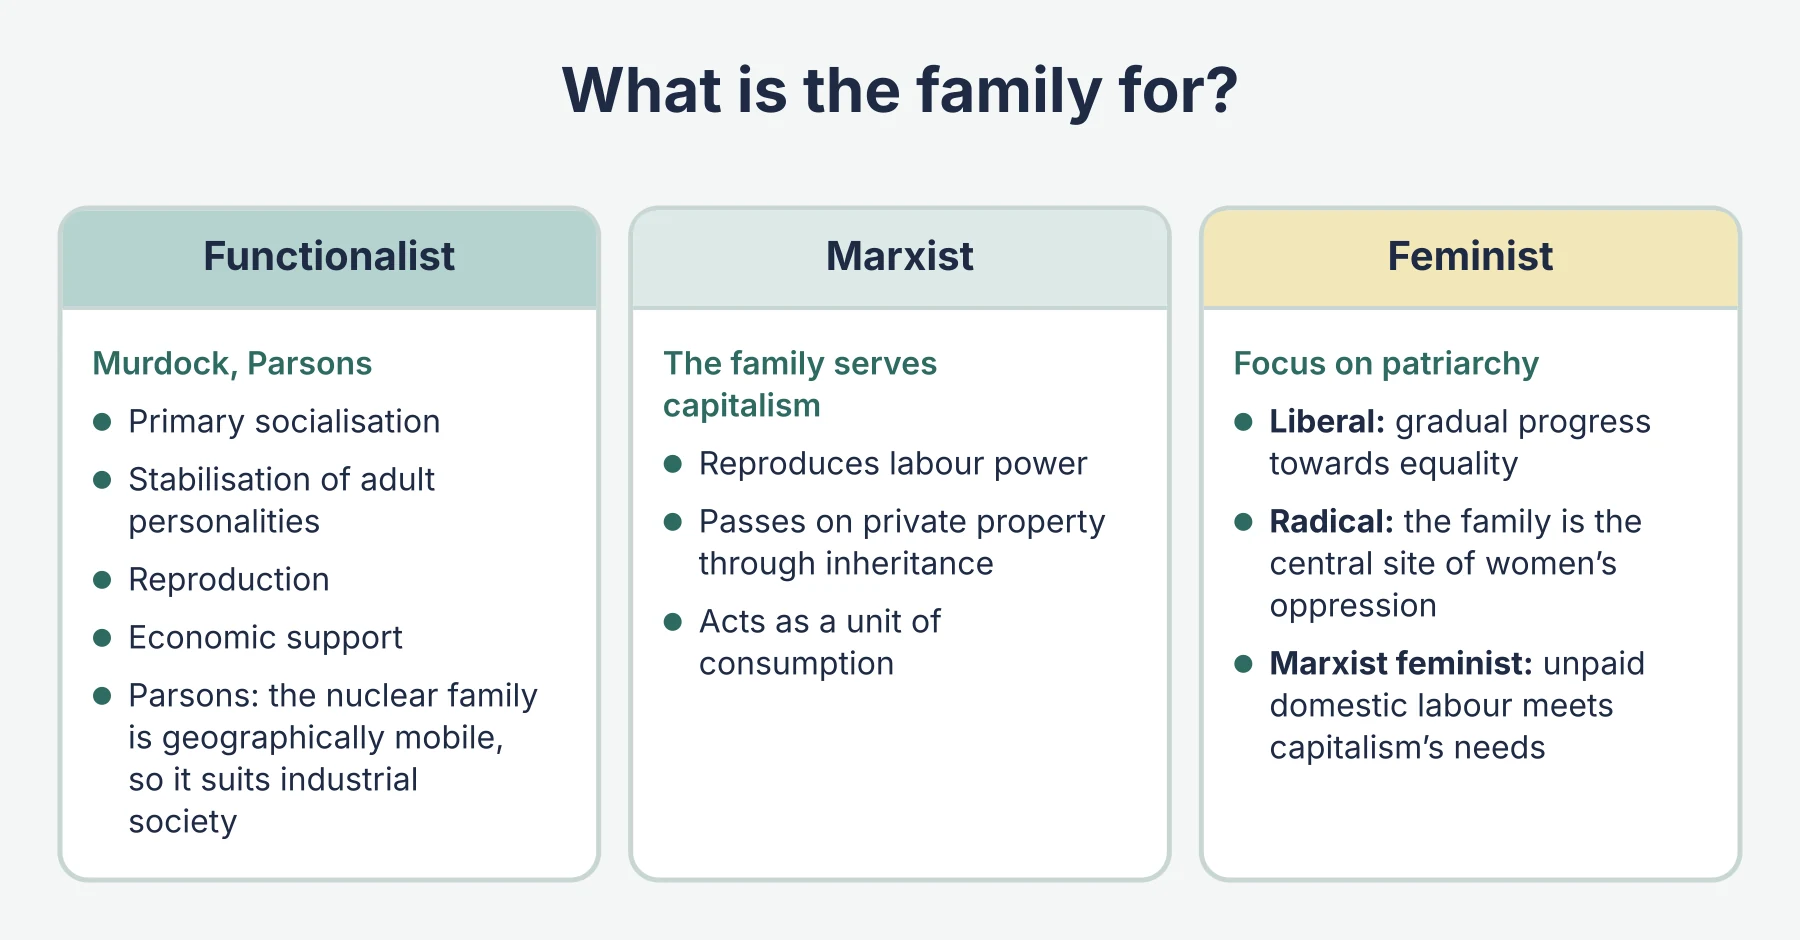 What is the family for?
Functionalist
Murdock, Parsons
Primary socialisation
Stabilisation of adult
personalities
Reproduction
Economic support
Parsons: the nuclear family
is geographically mobile,
so it suits industrial
society
Marxist
The family serves
capitalism
Reproduces labour power
Passes on private property
through inheritance
Acts as a unit of
consumption
Feminist
Focus on patriarchy
Liberal: gradual progress
towards equality
Radical: the family is the
central site of women’s
oppression
Marxist feminist: unpaid
domestic labour meets
capitalism’s needs